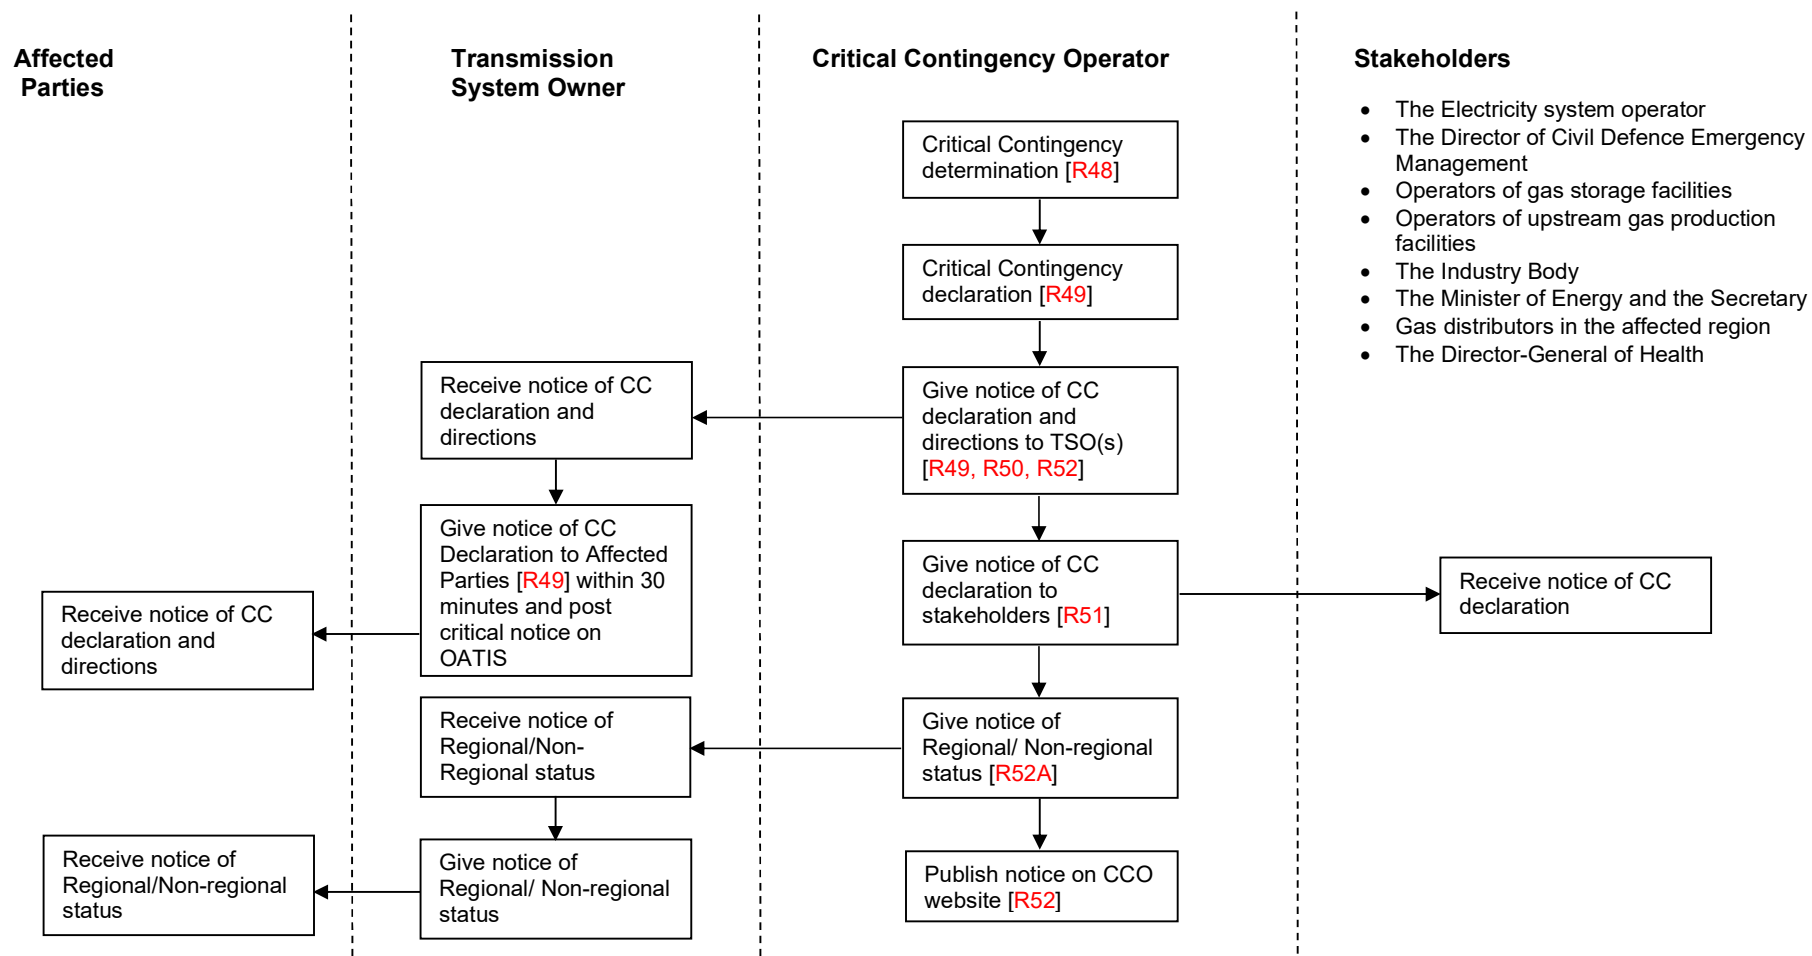 Affected
Parties
Transmission
System Owner
Critical Contingency Operator
Stakeholders
• The Electricity system operator
• The Director of Civil Defence Emergency
Management
• Operators of gas storage facilities
• Operators of upstream gas production
facilities
• The Industry Body
• The Minister of Energy and the Secretary
• Gas distributors in the affected region
• The Director-General of Health
Critical Contingency
determination [R48]
Critical Contingency
declaration [R49]
Give notice of CC
declaration and
directions to TSO(s)
[R49, R50, R52]
Receive notice of CC
declaration and
directions
Give notice of CC
Declaration to Affected
Parties [R49] within 30
minutes and post
critical notice on
OATIS
Receive notice of CC
declaration and
directions
Give notice of CC
declaration to
stakeholders [R51]
Receive notice of CC
declaration
Give notice of
Regional/ Non-regional
status [R52A]
Receive notice of
Regional/Non-
Regional status
Give notice of
Regional/ Non-regional
status
Receive notice of
Regional/Non-regional
status
Publish notice on CCO
website [R52]